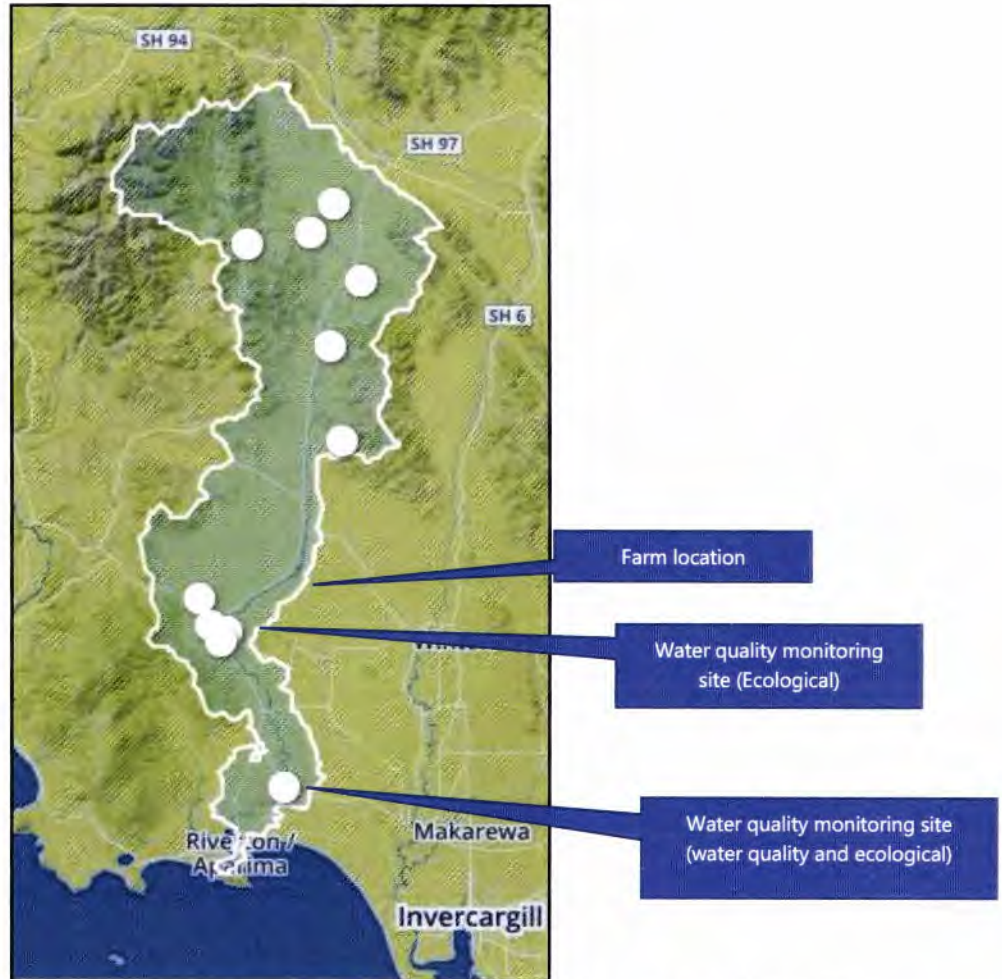 SH 94
SH 97
SH 6
Farm location
Water quality monitoring
site (Ecological)
Water quality monitoring site
(water quality and ecological)
Makarewa
Invercargill